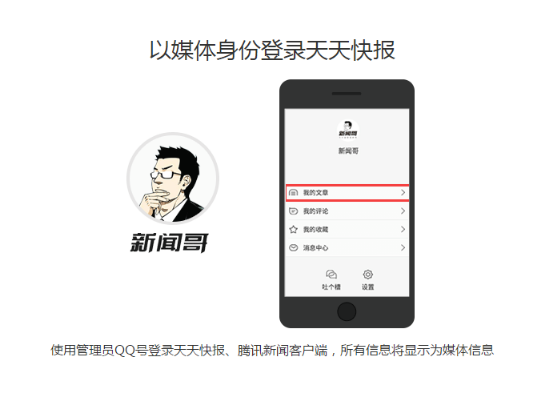 以媒体身份登录天天快报
新闻哥
新闻哥
新闻哥
我的文章
我的评论
我的收藏
消息中心
吐个槽
设置
使用管理员QQ号登录天天快报、腾讯新闻客户端，所有信息将显示为媒体信息